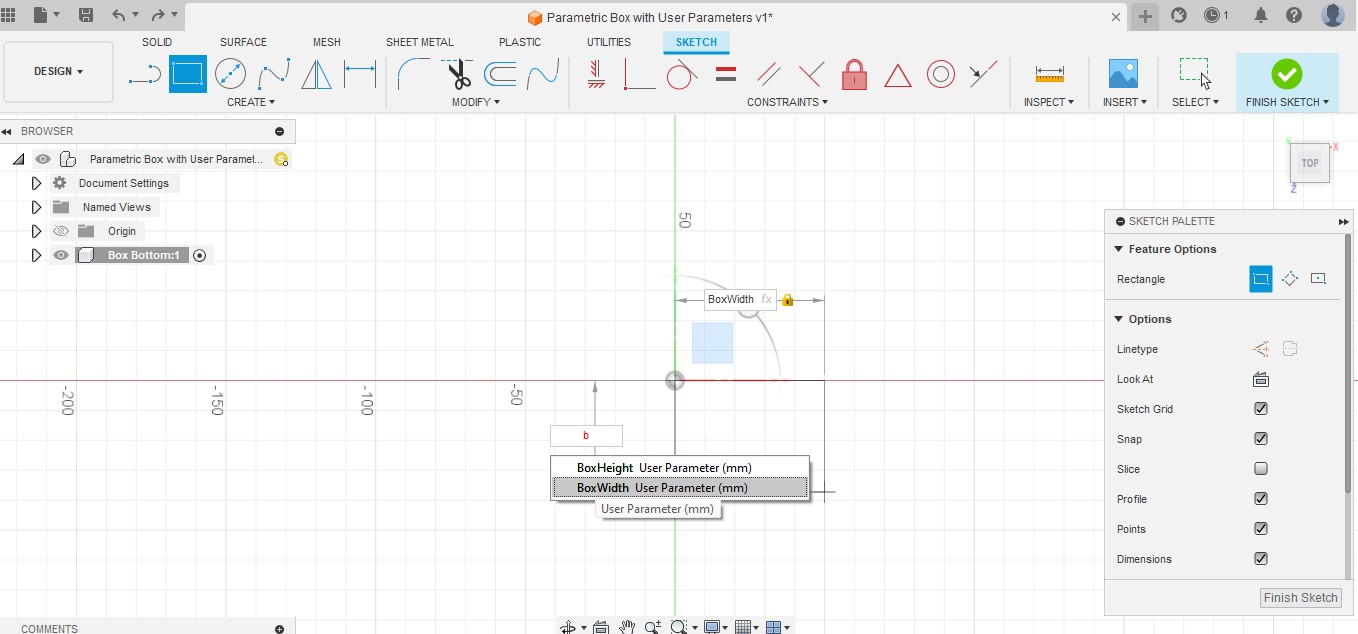 Parametric Box with User Parameters v1*
1
SOLID SURFACE MESH SHEET METAL PLASTIC UTILITIES SKETCH
DESIGN
CREATE MODIFY CONSTRAINTS INSPECT INSERT SELECT FINISH SKETCH
BROWSER
Parametric Box with User Paramet...
Document Settings
Named Views
Origin
Box Bottom:1
50
BoxWidth fx
-200 -150 -100 -50
b
BoxHeight User Parameter (mm)
BoxWidth User Parameter (mm)
User Parameter (mm)
TOP
X
Y
Z
SKETCH PALETTE
Feature Options
Rectangle
Options
Linetype
Look At
Sketch Grid
Snap
Slice
Profile
Points
Dimensions
Finish Sketch
COMMENTS